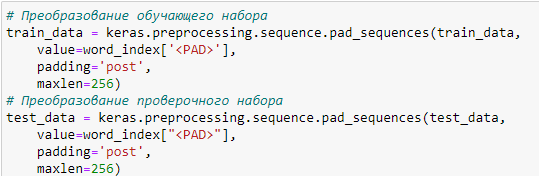 # Преобразование обучающего набора
train_data = keras.preprocessing.sequence.pad_sequences(train_data,
    value=word_index['<PAD>'],
    padding='post',
    maxlen=256)
# Преобразование проверочного набора
test_data = keras.preprocessing.sequence.pad_sequences(test_data,
    value=word_index["<PAD>"],
    padding='post',
    maxlen=256)